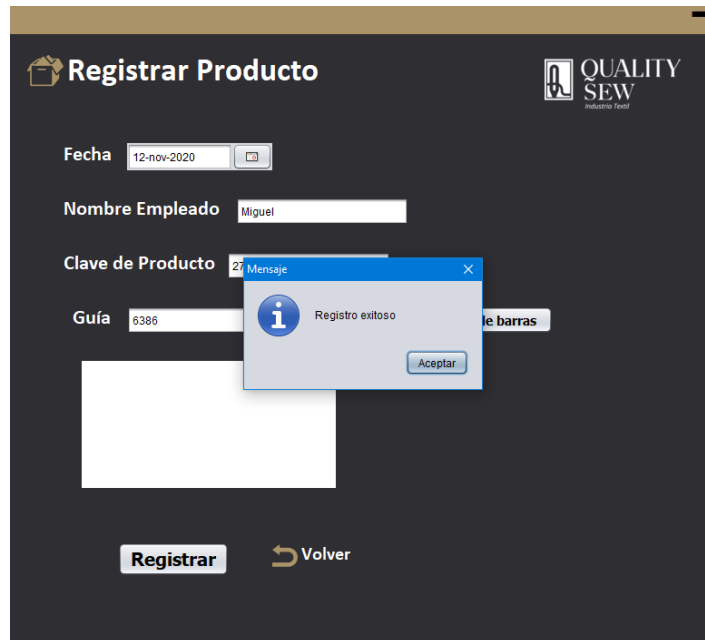 Registrar Producto
QUALITY
SEW
Industria Textil
Fecha
12-nov-2020
Nombre Empleado
Miguel
Clave de Producto
27
Mensaje
Registro exitoso
Aceptar
Guía
6386
de barras
Registrar
Volver